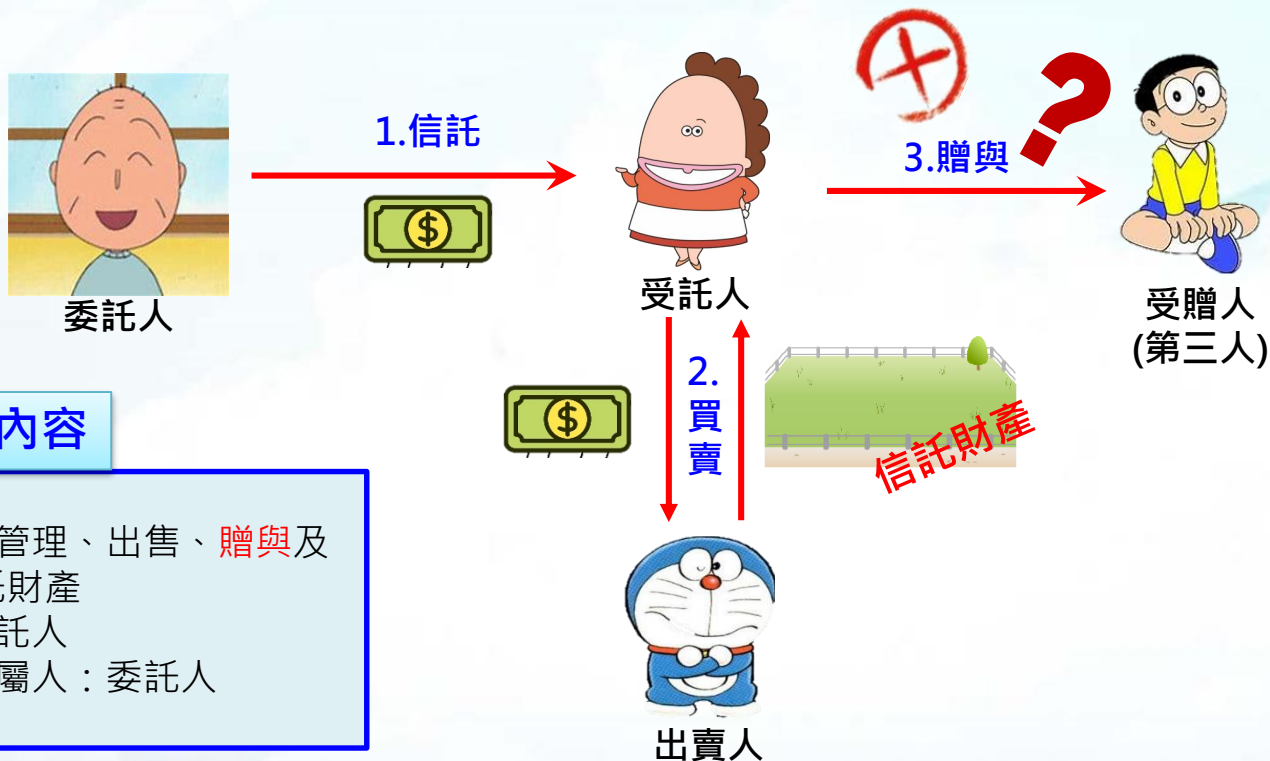 1.信託
3.贈與
?
$
委託人
受託人
受贈人
(第三人)
2.
買
賣
$
信託財產
內容
管理、出售、贈與及
託財產
託人
屬人：委託人
出賣人